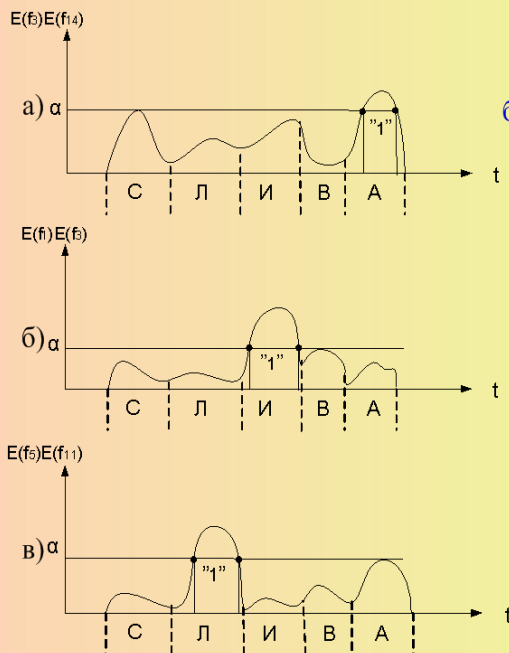 E(f3)E(f14)
а) α
б
"1"
t
С Л И В А
E(f1)E(f3)
б) α
"1"
t
С Л И В А
E(f5)E(f11)
в) α
"1"
t
С Л И В А